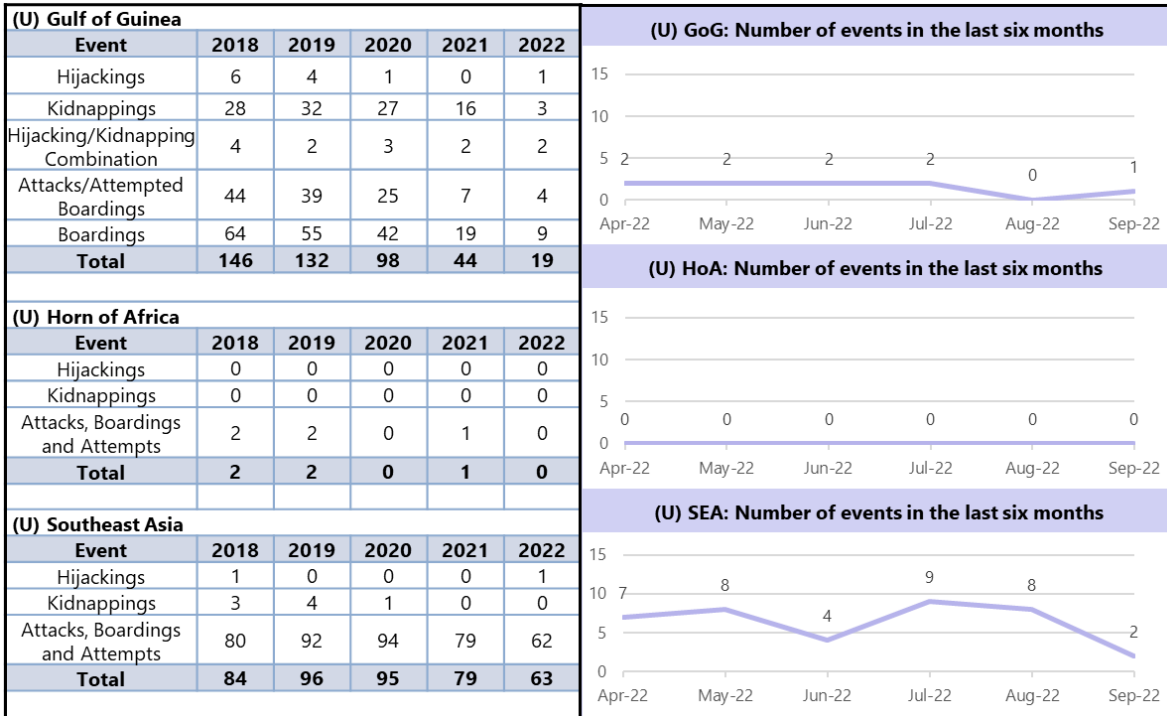 (U) Gulf of Guinea
Event 2018 2019 2020 2021 2022
Hijackings 6 4 1 0 1
Kidnappings 28 32 27 16 3
Hijacking/Kidnapping
Combination 4 2 3 2 2
Attacks/Attempted
Boardings 44 39 25 7 4
Boardings 64 55 42 19 9
Total 146 132 98 44 19
(U) Horn of Africa
Event 2018 2019 2020 2021 2022
Hijackings 0 0 0 0 0
Kidnappings 0 0 0 0 0
Attacks, Boardings
and Attempts 2 2 0 1 0
Total 2 2 0 1 0
(U) Southeast Asia
Event 2018 2019 2020 2021 2022
Hijackings 1 0 0 0 1
Kidnappings 3 4 1 0 0
Attacks, Boardings
and Attempts 80 92 94 79 62
Total 84 96 95 79 63
(U) GoG: Number of events in the last six months
15
10
5
0
2 2 2 2 0 1
Apr-22 May-22 Jun-22 Jul-22 Aug-22 Sep-22
(U) HoA: Number of events in the last six months
15
10
5
0
0 0 0 0 0 0
Apr-22 May-22 Jun-22 Jul-22 Aug-22 Sep-22
(U) SEA: Number of events in the last six months
15
10
5
0
7 8 4 9 8 2
Apr-22 May-22 Jun-22 Jul-22 Aug-22 Sep-22